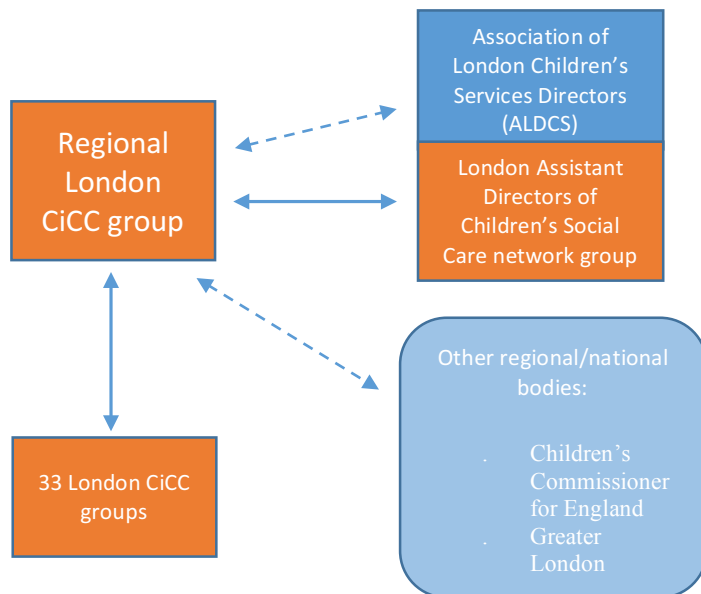 Association of
London Children's
Services Directors
(ALDCS)
Regional
London
CiCC group
London Assistant
Directors of
Children's Social
Care network group
Other regional/national
bodies:
. Children's
Commissioner
for England
. Greater
London
33 London CiCC
groups